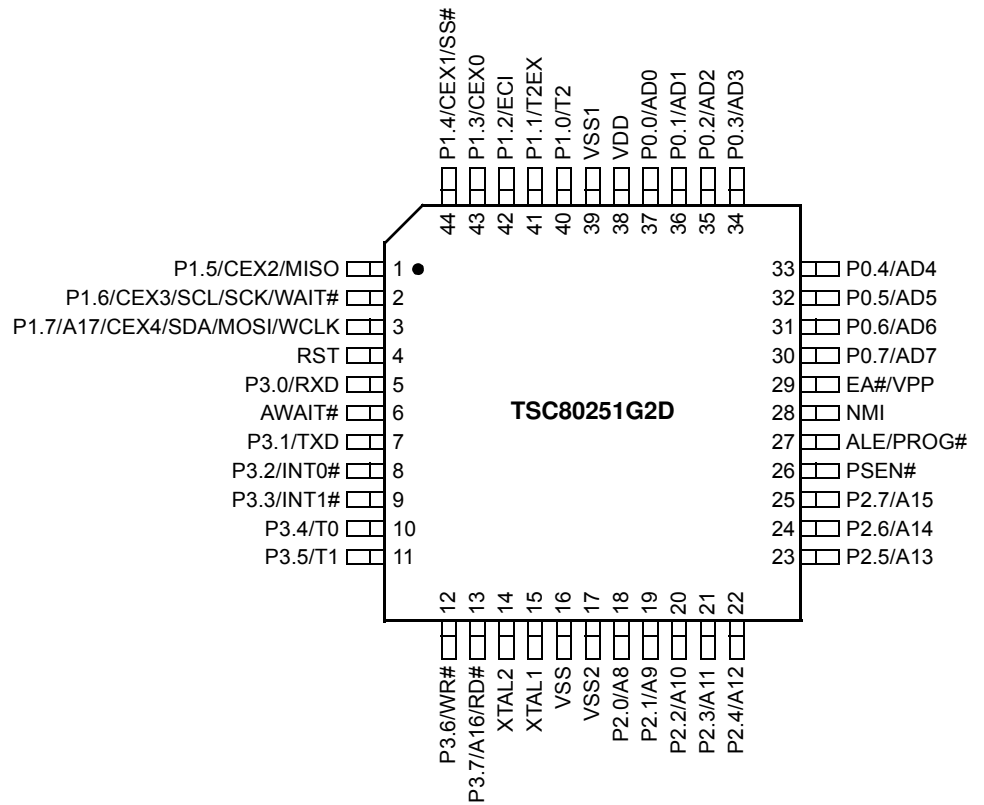 P1.4/CEX1/SS#
P1.3/CEX0
P1.2/ECI
P1.1/T2EX
P1.0/T2
VSS1
VDD
P0.0/AD0
P0.1/AD1
P0.2/AD2
P0.3/AD3
44
43
42
41
40
39
38
37
36
35
34
P1.5/CEX2/MISO 1
P1.6/CEX3/SCL/SCK/WAIT# 2
P1.7/A17/CEX4/SDA/MOSI/WCLK 3
RST 4
P3.0/RXD 5
AWAIT# 6
P3.1/TXD 7
P3.2/INT0# 8
P3.3/INT1# 9
P3.4/T0 10
P3.5/T1 11
TSC80251G2D
33 P0.4/AD4
32 P0.5/AD5
31 P0.6/AD6
30 P0.7/AD7
29 EA#/VPP
28 NMI
27 ALE/PROG#
26 PSEN#
25 P2.7/A15
24 P2.6/A14
23 P2.5/A13
12
13
14
15
16
17
18
19
20
21
22
P3.6/WR#
P3.7/A16/RD#
XTAL2
XTAL1
VSS
VSS2
P2.0/A8
P2.1/A9
P2.2/A10
P2.3/A11
P2.4/A12